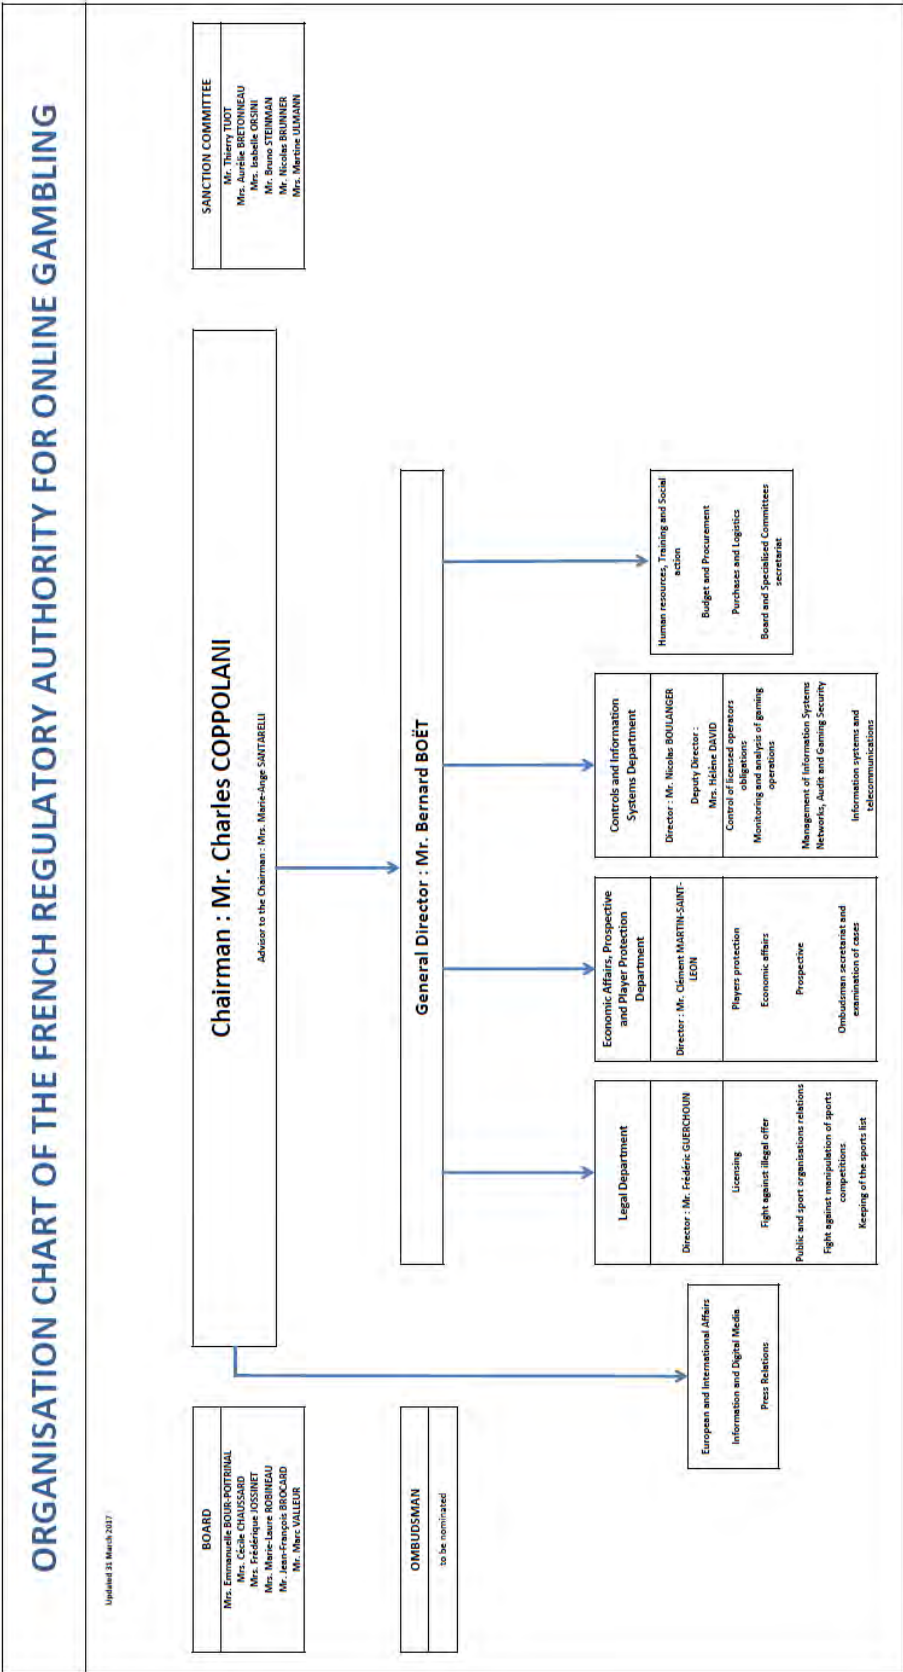 ORGANISATION CHART OF THE FRENCH REGULATORY AUTHORITY FOR ONLINE GAMBLING
Updated 31 March 2017
BOARD
Mrs. Emmanuelle BOUR-POITRINAL
Mrs. Cécile CHAUSSARD
Mrs. Frédérique JOSSINET
Mrs. Marie-Laure ROBINEAU
Mr. Jean-François BROCARD
Mr. Marc VALLEUR
Chairman : Mr. Charles COPPOLANI
Advisor to the Chairman : Mrs. Marie-Ange SANTARELLI
SANCTION COMMITTEE
Mr. Thierry TUOT
Mrs. Aurélie BRETONNEAU
Mrs. Isabelle ORSINI
Mr. Bruno STEINMAN
Mr. Nicolas BRUNNER
Mrs. Martine ULMANN
OMBUDSMAN
to be nominated
General Director : Mr. Bernard BOËT
European and International Affairs
Information and Digital Media
Press Relations
Legal Department
Director : Mr. Frédéric GUERCHOUN
Licensing
Fight against illegal offer
Public and sport organisations relations
Fight against manipulation of sports
competitions
Keeping of the sports list
Economic Affairs, Prospective
and Player Protection
Department
Director : Mr. Clément MARTIN-SAINT-
LEON
Players protection
Economic affairs
Prospective
Ombudsman secretariat and
examination of cases
Controls and Information
Systems Department
Director : Mr. Nicolas BOULANGER
Deputy Director :
Mrs. Hélène DAVID
Control of licensed operators
obligations
Monitoring and analysis of gaming
operations
Management of Information Systems
Networks, Audit and Gaming Security
Information systems and
telecommunications
Human resources, Training and Social
action
Budget and Procurement
Purchases and Logistics
Board and Specialised Committees
secretariat